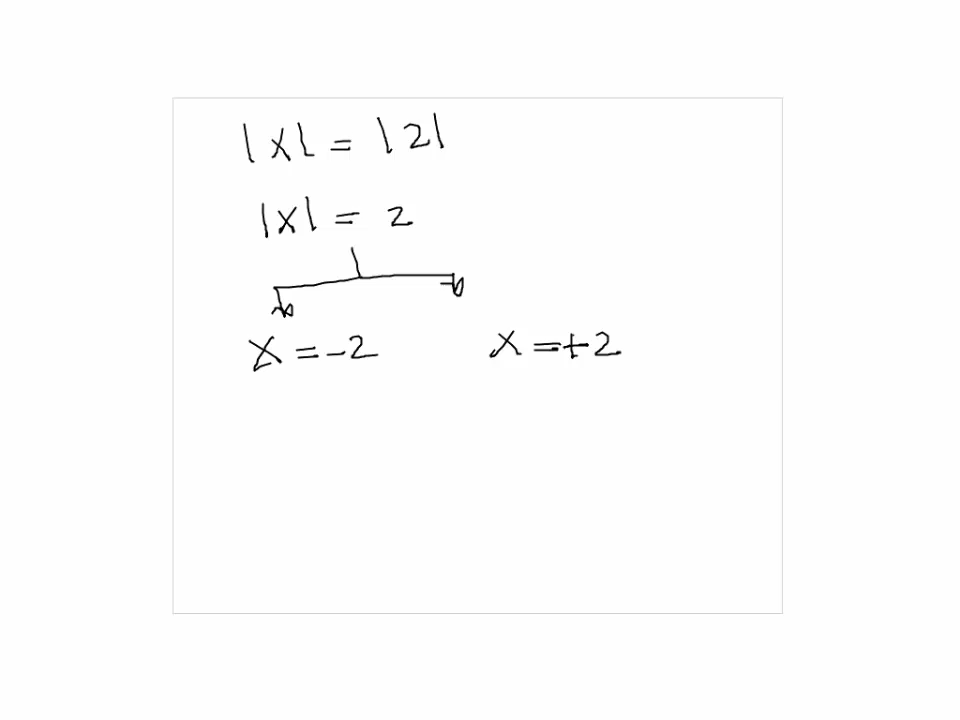 |x| = |2|
|x| = 2
x = -2 x = +2